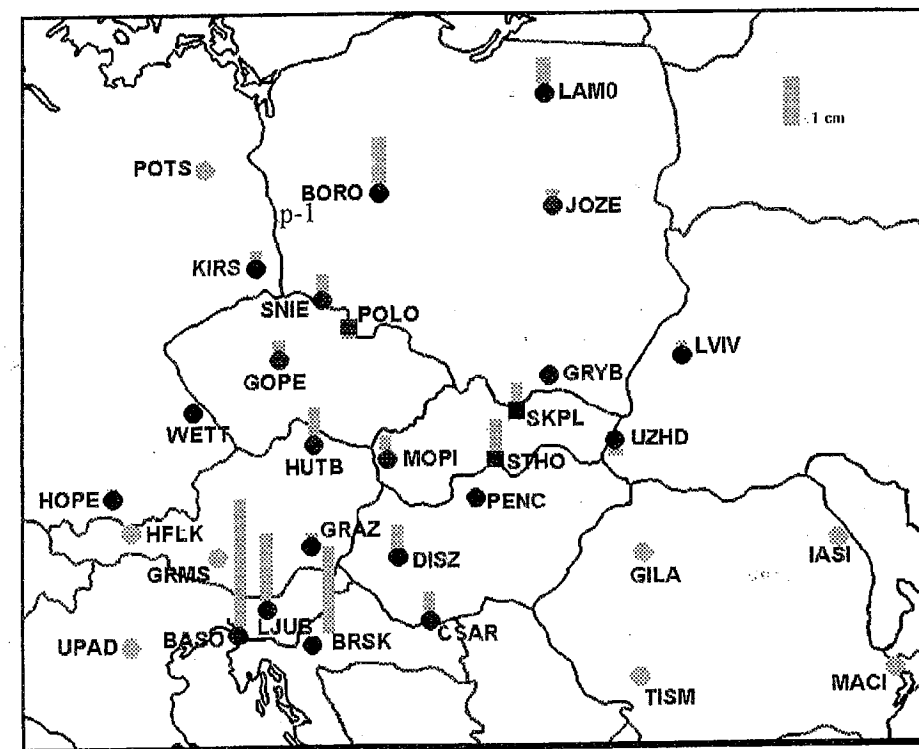 LAM0
1 cm
POTS
BORO
JOZE
p-1
KIRS
SNIE
POLO
LVIV
GOPE
GRYB
SKPL
WETT
UZHD
HUTB
MOPI
STHO
HOPE
PENC
HFLK
GRAZ
IASI
GRMS
DISZ
GILA
LJUB
UPAD
BASO
BRSK
CSAR
MACI
TISM